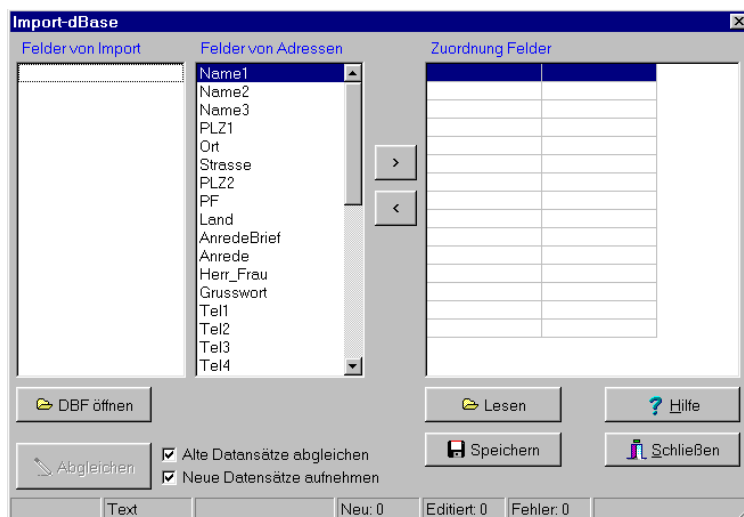 Import-dBase
Felder von Import
Felder von Adressen
Zuordnung Felder
Name1
Name2
Name3
PLZ1
Ort
Strasse
PLZ2
PF
Land
AnredeBrief
Anrede
Herr_Frau
Grusswort
Tel1
Tel2
Tel3
Tel4
>
<
DBF öffnen
Lesen
? Hilfe
Abgleichen
Alte Datansätze abgleichen
Neue Datensätze aufnehmen
Speichern
Schließen
Text
Neu: 0
Editiert: 0
Fehler: 0